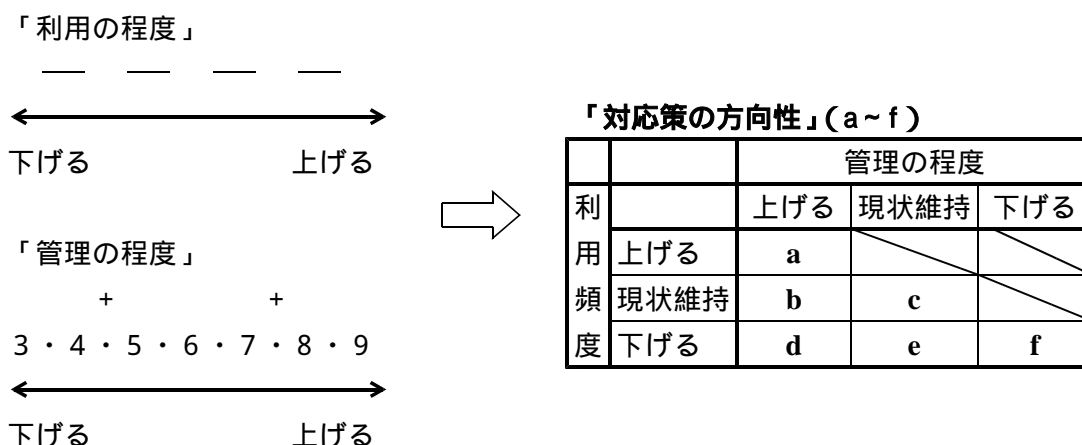 「利用の程度」
― ― ― ―
下げる 上げる
「管理の程度」
+ +
3・4・5・6・7・8・9
下げる 上げる
「対応策の方向性」(a~f)
管理の程度
利用頻度
上げる 現状維持 下げる
上げる a
現状維持 b c
下げる d e f